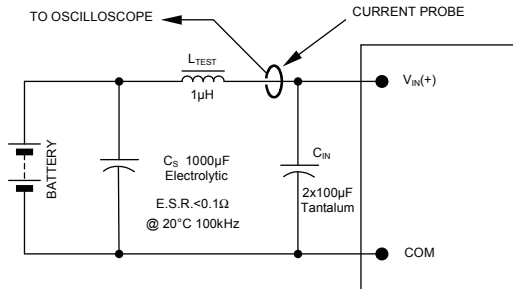 TO OSCILLOSCOPE
CURRENT PROBE
LTEST
1µH
VIN(+)
BATTERY
CS 1000µF
Electrolytic
E.S.R.<0.1Ω
@ 20°C 100kHz
CIN
2x100µF
Tantalum
COM